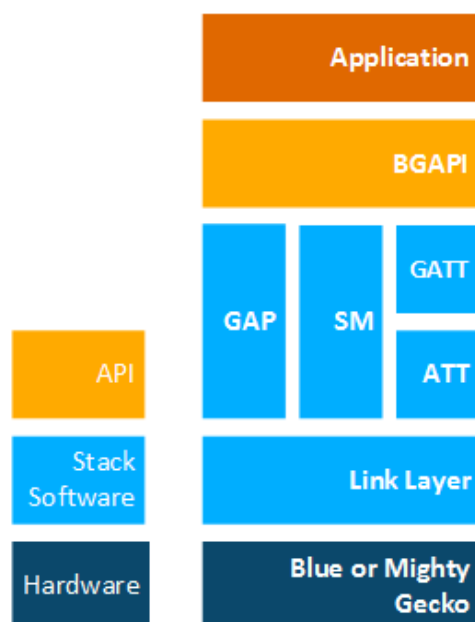 Application
BGAPI
GATT
GAP
SM
ATT
API
Link Layer
Stack
Software
Blue or Mighty
Gecko
Hardware